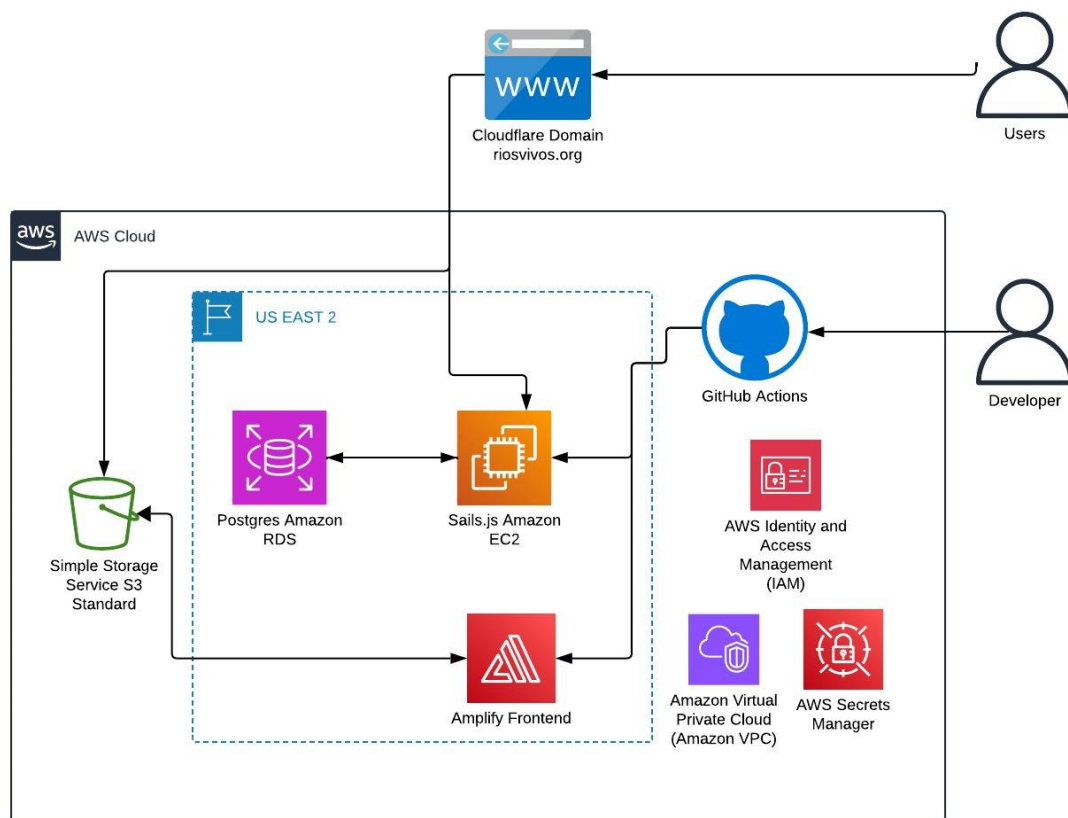 WWW
Cloudflare Domain
riosvivos.org
Users
aws
AWS Cloud
US EAST 2
GitHub Actions
Developer
Postgres Amazon
RDS
Sails.js Amazon
EC2
AWS Identity and
Access
Management
(IAM)
Simple Storage
Service S3
Standard
Amplify Frontend
Amazon Virtual
Private Cloud
(Amazon VPC)
AWS Secrets
Manager